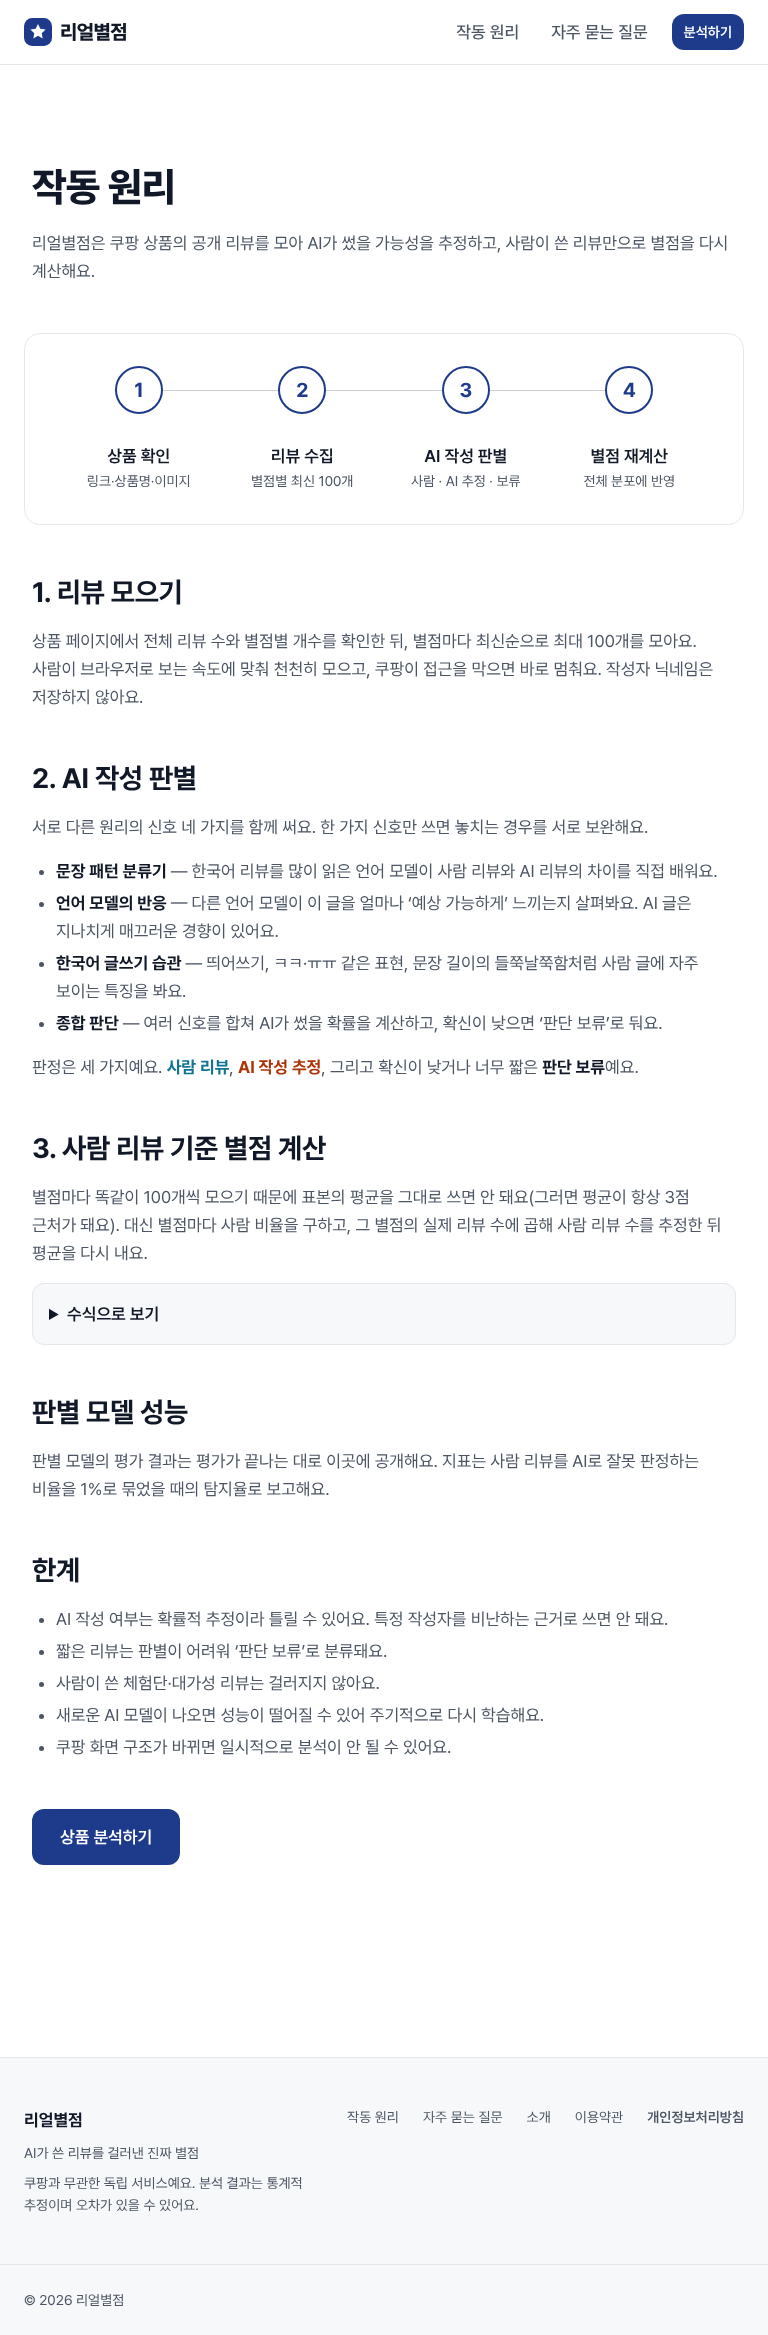 리얼별점
작동 원리
자주 묻는 질문
분석하기
작동 원리
리얼별점은 쿠팡 상품의 공개 리뷰를 모아 AI가 썼을 가능성을 추정하고, 사람이 쓴 리뷰만으로 별점을 다시
계산해요.
1
2
3
4
상품 확인
리뷰 수집
AI 작성 판별
별점 재계산
링크·상품명·이미지
별점별 최신 100개
사람 · AI 추정 · 보류
전체 분포에 반영
1. 리뷰 모으기
상품 페이지에서 전체 리뷰 수와 별점별 개수를 확인한 뒤, 별점마다 최신순으로 최대 100개를 모아요.
사람이 브라우저로 보는 속도에 맞춰 천천히 모으고, 쿠팡이 접근을 막으면 바로 멈춰요. 작성자 닉네임은
저장하지 않아요.
2. AI 작성 판별
서로 다른 원리의 신호 네 가지를 함께 써요. 한 가지 신호만 쓰면 놓치는 경우를 서로 보완해요.
• 문장 패턴 분류기 — 한국어 리뷰를 많이 읽은 언어 모델이 사람 리뷰와 AI 리뷰의 차이를 직접 배워요.
• 언어 모델의 반응 — 다른 언어 모델이 이 글을 얼마나 ‘예상 가능하게’ 느끼는지 살펴봐요. AI 글은
지나치게 매끄러운 경향이 있어요.
• 한국어 글쓰기 습관 — 띄어쓰기, ㅋㅋ·ㅠㅠ 같은 표현, 문장 길이의 들쭉날쭉함처럼 사람 글에 자주
보이는 특징을 봐요.
• 종합 판단 — 여러 신호를 합쳐 AI가 썼을 확률을 계산하고, 확신이 낮으면 ‘판단 보류’로 둬요.
판정은 세 가지예요. 사람 리뷰, AI 작성 추정, 그리고 확신이 낮거나 너무 짧은 판단 보류예요.
3. 사람 리뷰 기준 별점 계산
별점마다 똑같이 100개씩 모으기 때문에 표본의 평균을 그대로 쓰면 안 돼요(그러면 평균이 항상 3점
근처가 돼요). 대신 별점마다 사람 비율을 구하고, 그 별점의 실제 리뷰 수에 곱해 사람 리뷰 수를 추정한 뒤
평균을 다시 내요.
▶ 수식으로 보기
판별 모델 성능
판별 모델의 평가 결과는 평가가 끝나는 대로 이곳에 공개해요. 지표는 사람 리뷰를 AI로 잘못 판정하는
비율을 1%로 묶었을 때의 탐지율로 보고해요.
한계
• AI 작성 여부는 확률적 추정이라 틀릴 수 있어요. 특정 작성자를 비난하는 근거로 쓰면 안 돼요.
• 짧은 리뷰는 판별이 어려워 ‘판단 보류’로 분류돼요.
• 사람이 쓴 체험단·대가성 리뷰는 걸러지지 않아요.
• 새로운 AI 모델이 나오면 성능이 떨어질 수 있어 주기적으로 다시 학습해요.
• 쿠팡 화면 구조가 바뀌면 일시적으로 분석이 안 될 수 있어요.
상품 분석하기
리얼별점
작동 원리
자주 묻는 질문
소개
이용약관
개인정보처리방침
AI가 쓴 리뷰를 걸러낸 진짜 별점
쿠팡과 무관한 독립 서비스예요. 분석 결과는 통계적
추정이며 오차가 있을 수 있어요.
© 2026 리얼별점